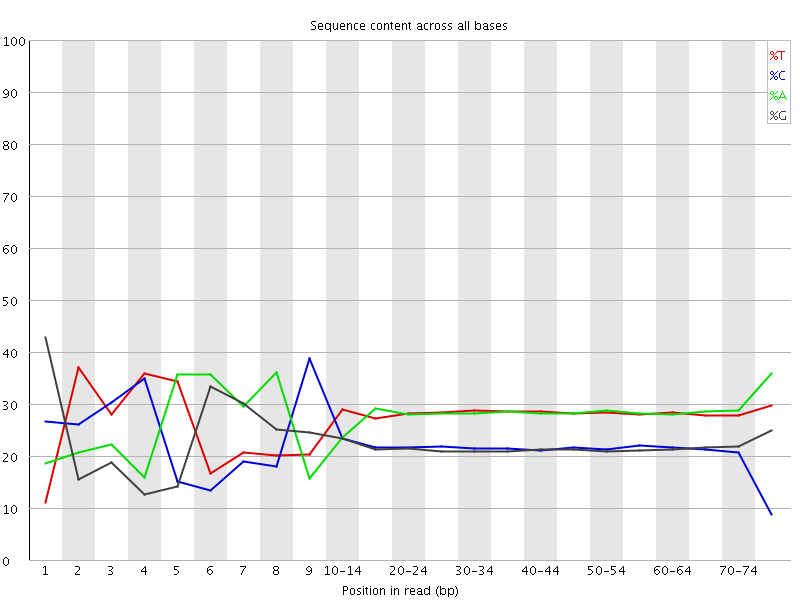 Sequence content across all bases
100
90
80
70
60
50
40
30
20
10
0
%T
%C
%A
%G
1 2 3 4 5 6 7 8 9 10-14 20-24 30-34 40-44 50-54 60-64 70-74
Position in read (bp)